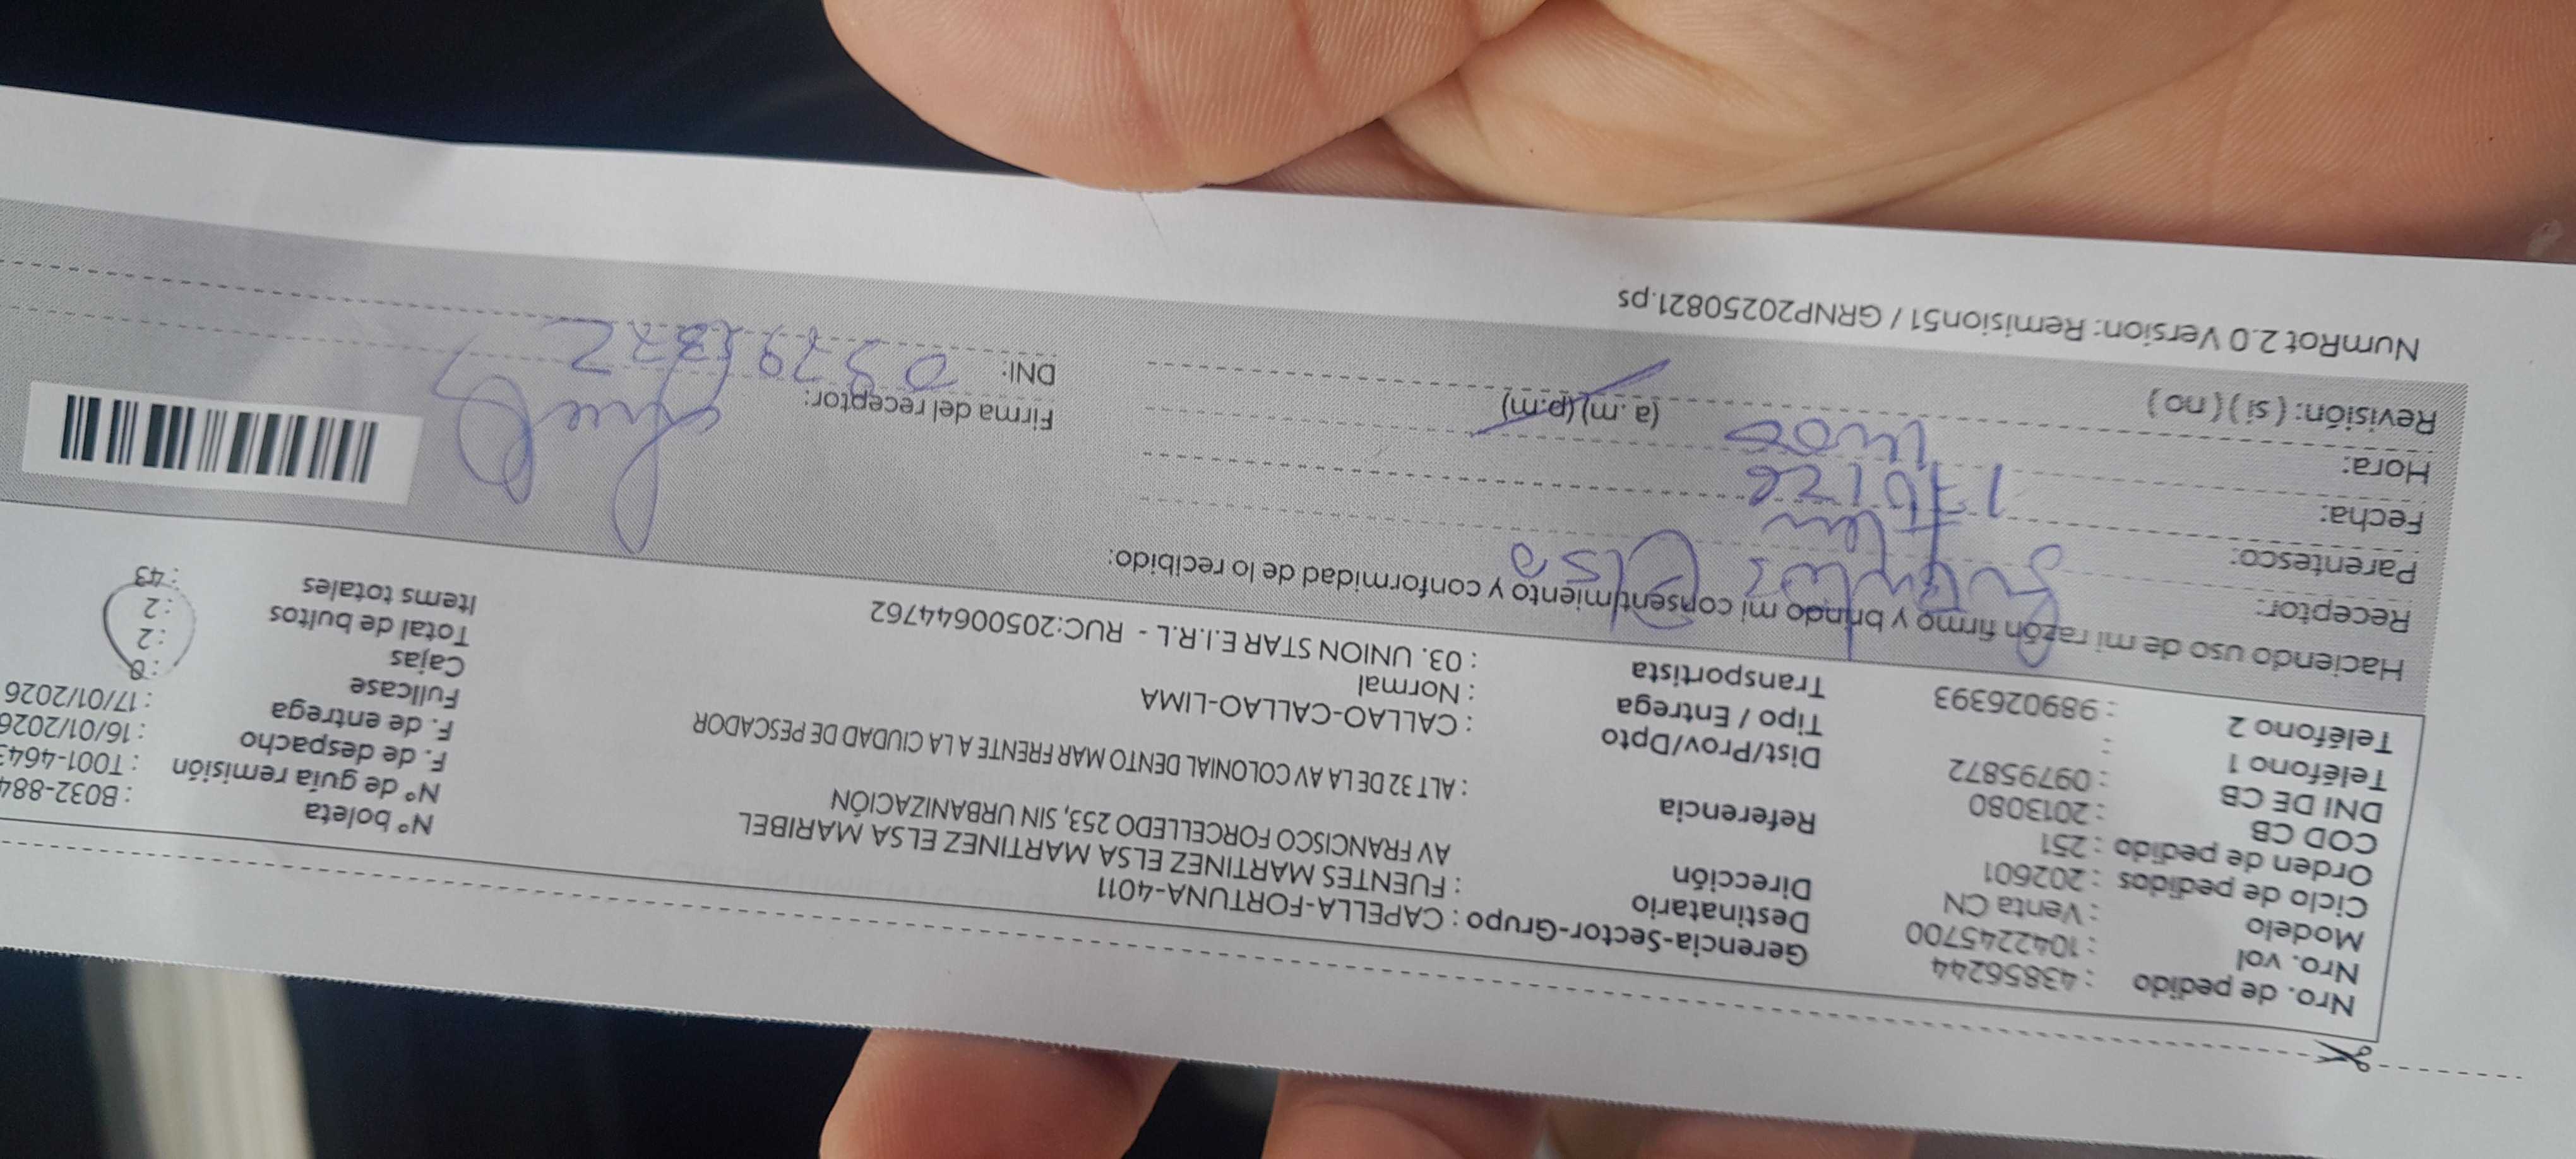 Nro. de pedido : 43856244
Nro. vol : 1042245700
Modelo : Venta CN
Ciclo de pedidos : 202601
Orden de pedido : 251
COD CB : 2013080
DNI DE CB : 09795872
Teléfono 1 :
Teléfono 2 : 989026393
Gerencia-Sector-Grupo : CAPELLA-FORTUNA-4011
Destinatario : FUENTES MARTINEZ ELSA MARTINEZ ELSA MARIBEL
Dirección AV FRANCISCO FORCELLEDO 253, SIN URBANIZACIÓN
Referencia : ALT 32 DE LA AV COLONIAL DENTO MAR FRENTE A LA CIUDAD DE PESCADOR
Dist/Prov/Dpto : CALLAO-CALLAO-LIMA
Tipo / Entrega : Normal
Transportista : 03. UNION STAR E.I.R.L - RUC:20500644762
N° boleta : B032-884
N° de guía remisión : T001-4643
F. de despacho : 16/01/2026
F. de entrega : 17/01/2026
Fullcase : 0
Cajas : 2
Total de bultos : 2
Items totales : 43
Haciendo uso de mi razón firmo y brindo mi consentimiento y conformidad de lo recibido:
Receptor: Elsa
Parentesco:
Fecha:
Hora:
(a.m) (p.m)
Revisión: ( si ) ( no )
Firma del receptor:
DNI:
NumRot 2.0 Version: Remision51 / GRNP20250821.ps